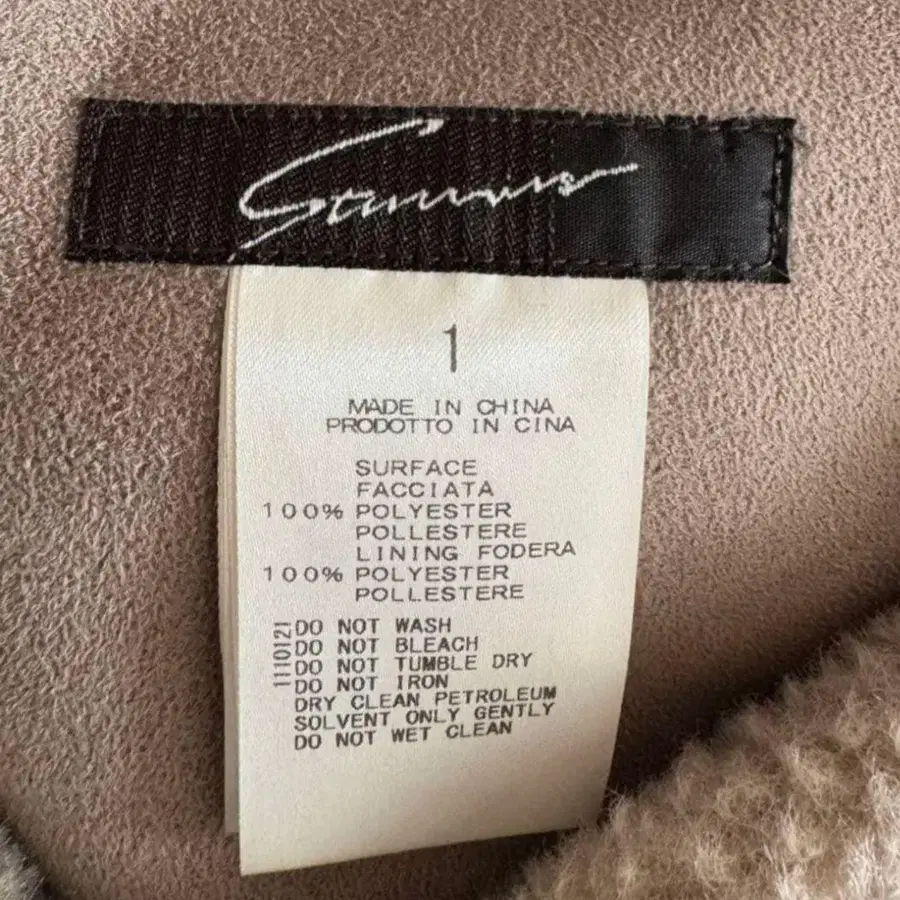 1
MADE IN CHINA
PRODOTTO IN CINA
SURFACE
FACCIATA
100% POLYESTER
POLLESTERE
LINING FODERA
100% POLYESTER
POLLESTERE
1110121
DO NOT WASH
DO NOT BLEACH
DO NOT TUMBLE DRY
DO NOT IRON
DRY CLEAN PETROLEUM
SOLVENT ONLY GENTLY
DO NOT WET CLEAN